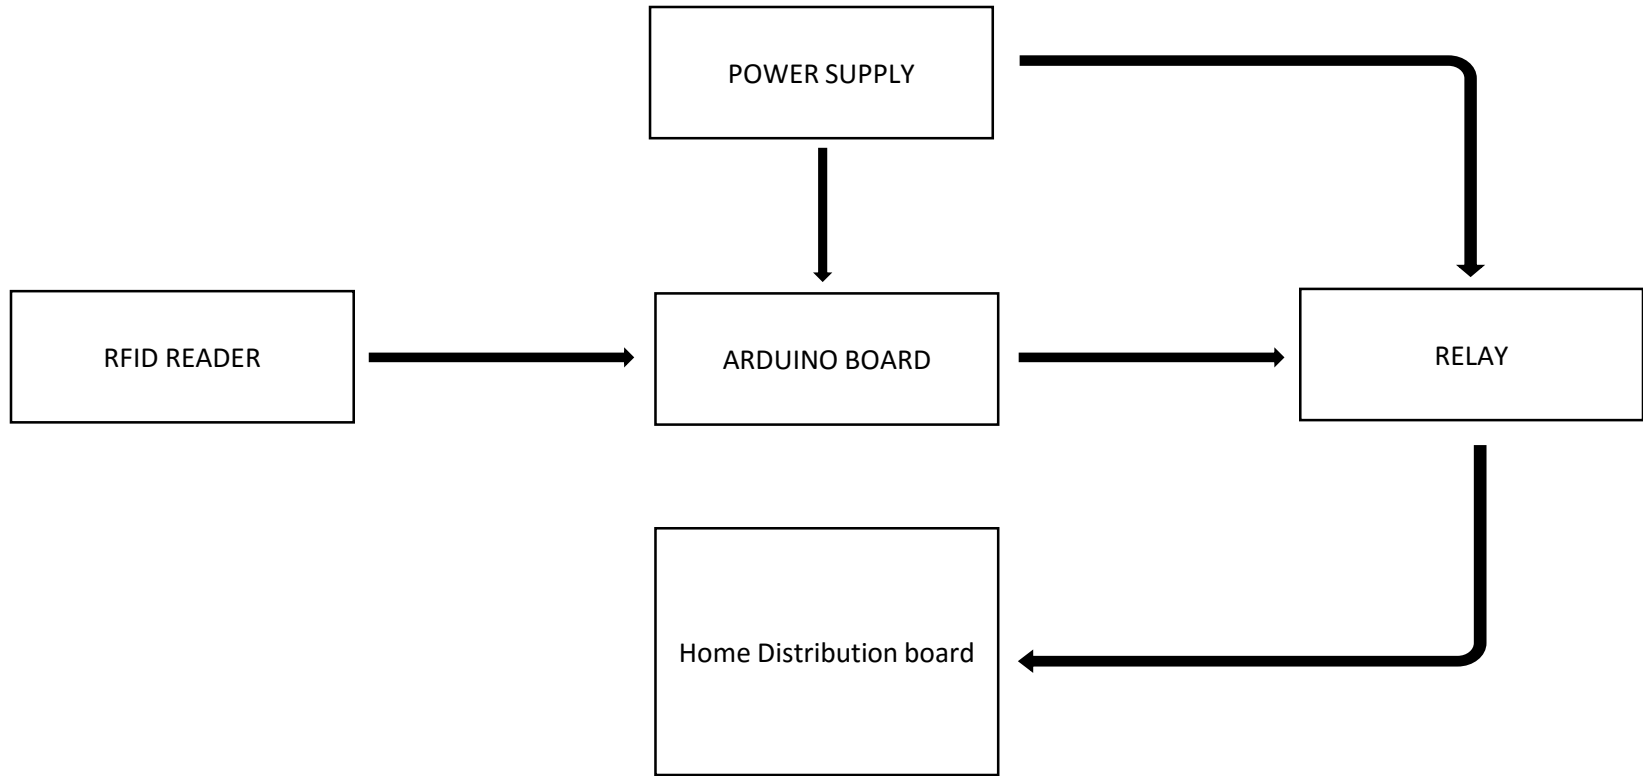 POWER SUPPLY
RFID READER
ARDUINO BOARD
RELAY
Home Distribution board